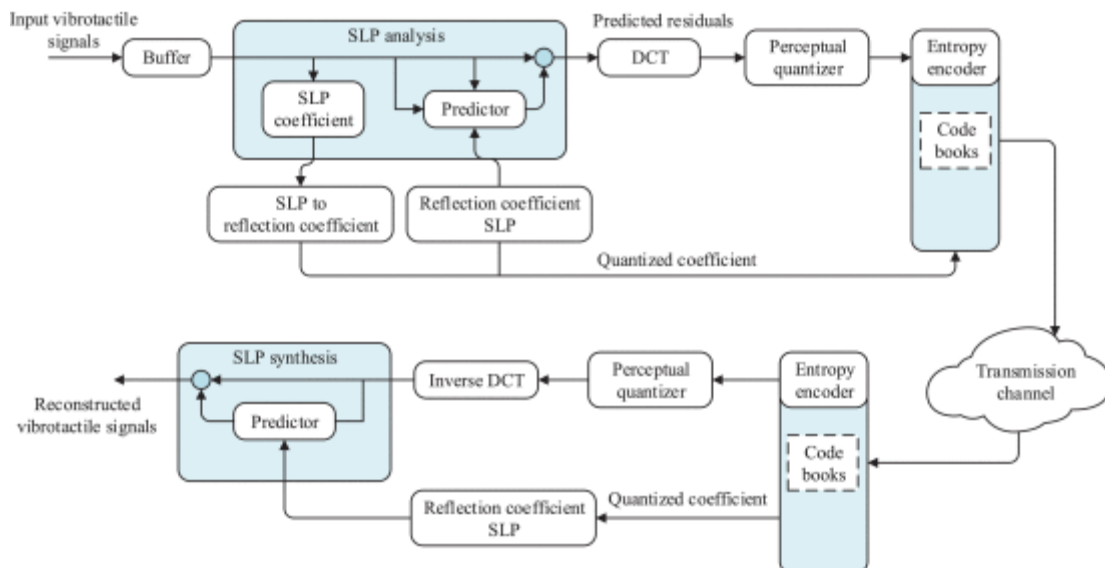 Input vibrotactile
signals
Buffer
SLP analysis
SLP
coefficient
Predictor
Predicted residuals
DCT
Perceptual
quantizer
Entropy
encoder
Code
books
SLP to
reflection coefficient
Reflection coefficient
SLP
Quantized coefficient
Transmission
channel
SLP synthesis
Predictor
Reconstructed
vibrotactile signals
Inverse DCT
Perceptual
quantizer
Entropy
encoder
Code
books
Reflection coefficient
SLP
Quantized coefficient